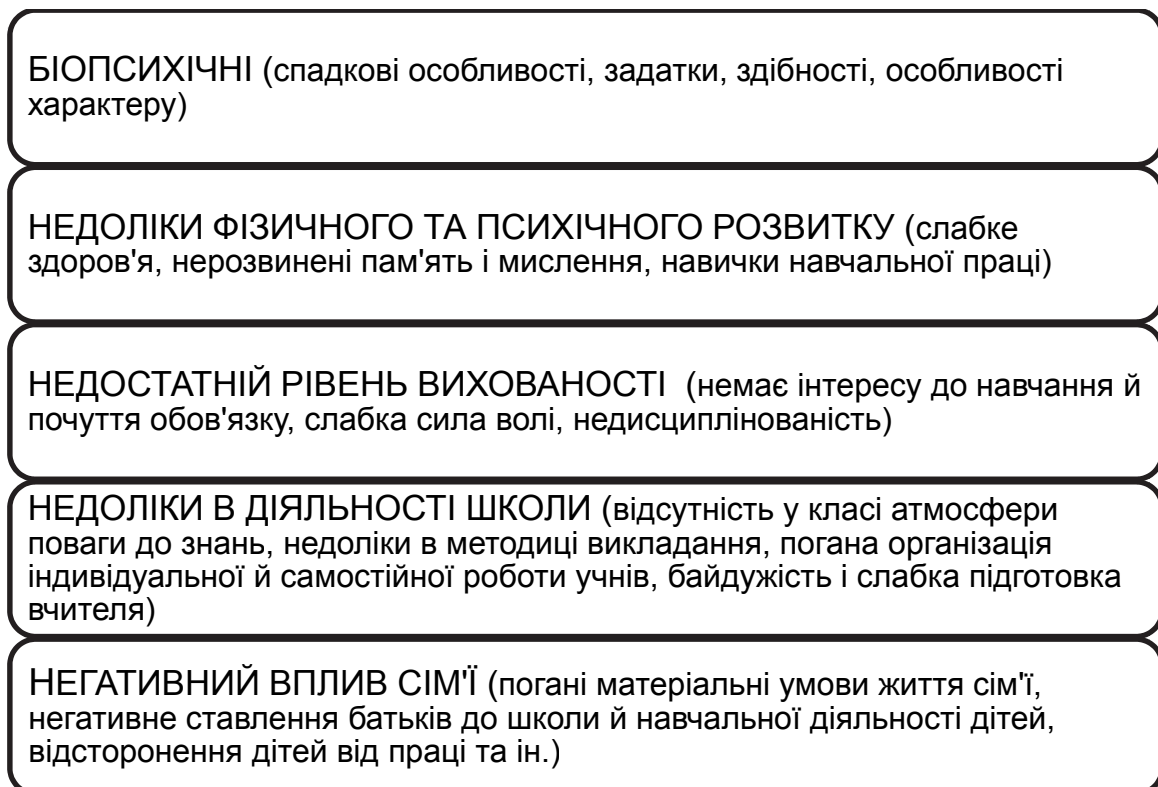 БІОПСИХІЧНІ (спадкові особливості, задатки, здібності, особливості
характеру)
НЕДОЛІКИ ФІЗИЧНОГО ТА ПСИХІЧНОГО РОЗВИТКУ (слабке
здоров'я, нерозвинені пам'ять і мислення, навички навчальної праці)
НЕДОСТАТНІЙ РІВЕНЬ ВИХОВАНОСТІ (немає інтересу до навчання й
почуття обов'язку, слабка сила волі, недисциплінованість)
НЕДОЛІКИ В ДІЯЛЬНОСТІ ШКОЛИ (відсутність у класі атмосфери
поваги до знань, недоліки в методиці викладання, погана організація
індивідуальної й самостійної роботи учнів, байдужість і слабка підготовка
вчителя)
НЕГАТИВНИЙ ВПЛИВ СІМ'Ї (погані матеріальні умови життя сім'ї,
негативне ставлення батьків до школи й навчальної діяльності дітей,
відсторонення дітей від праці та ін.)